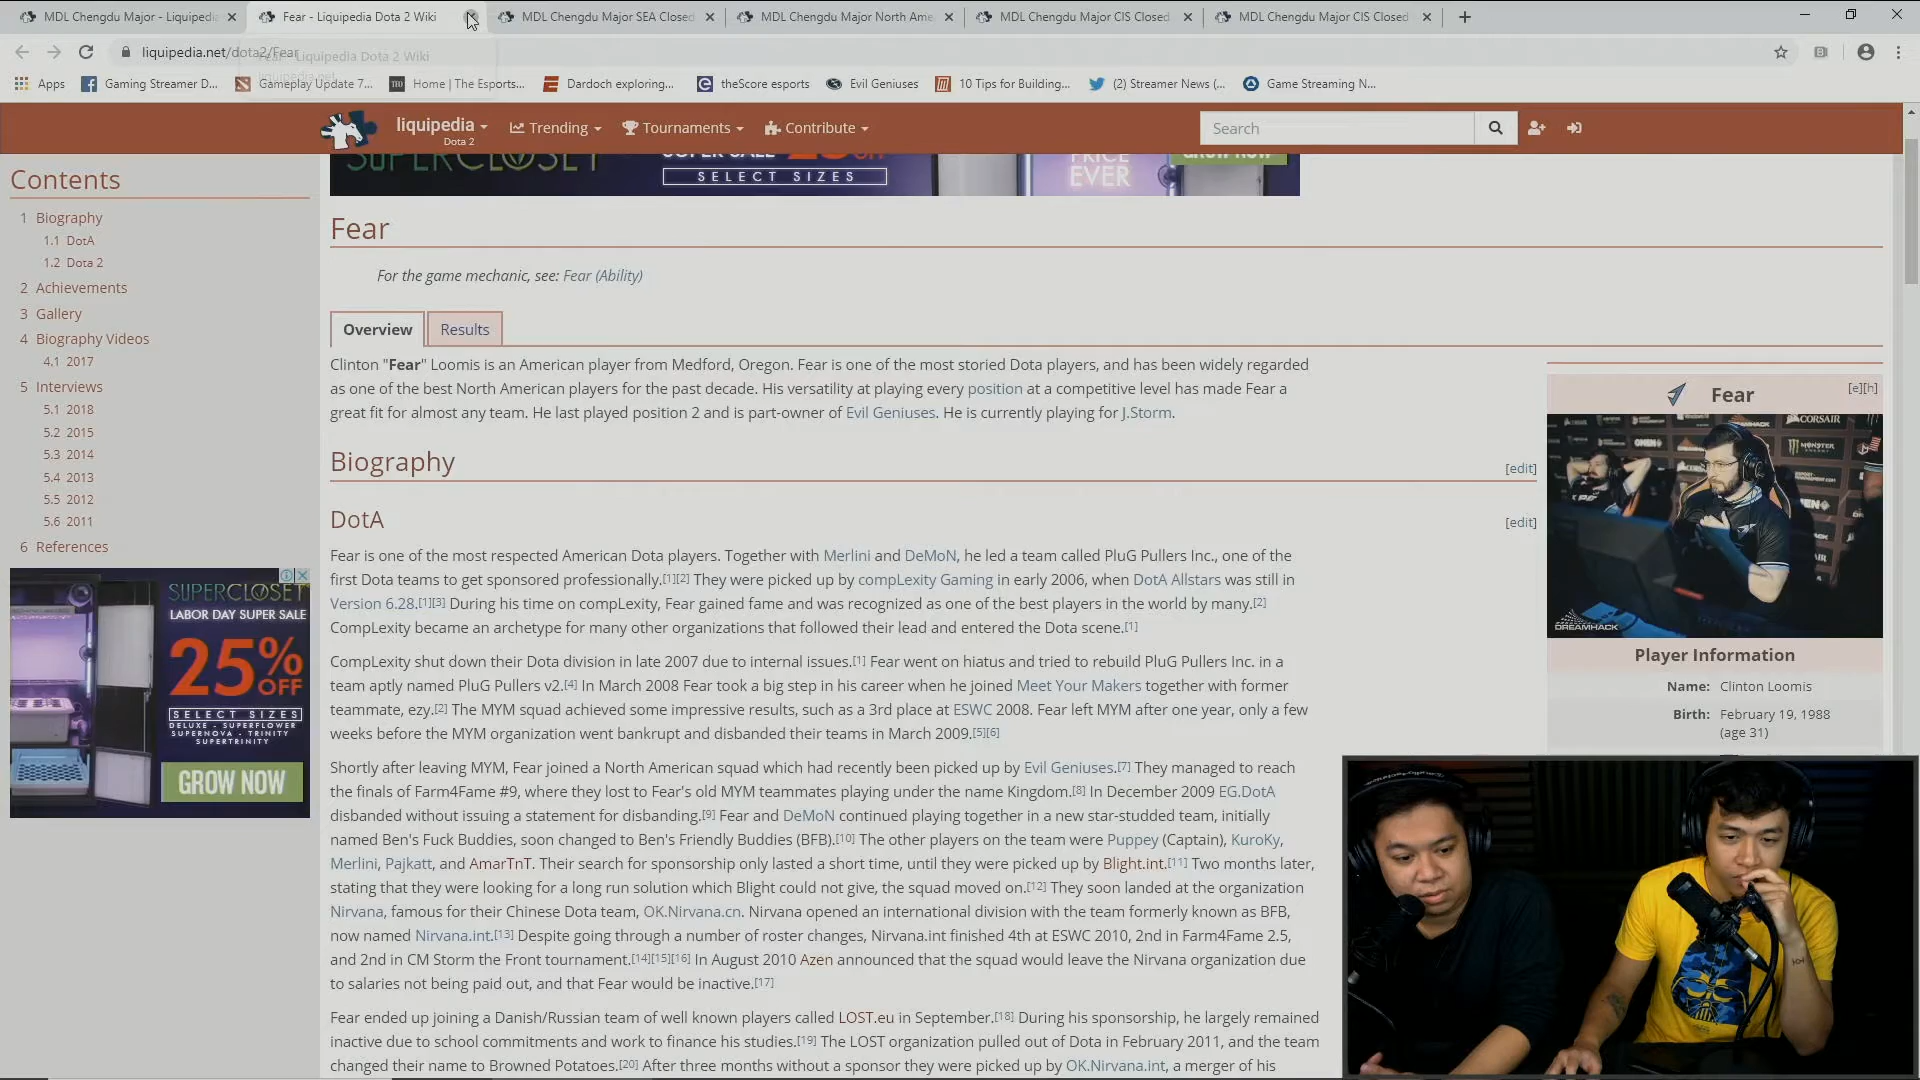 MDL Chengdu Major - Liquipedi
Fear - Liquipedia Dota 2 Wiki
MDL Chengdu Major SEA Closed
MDL Chengdu Major North Ame
MDL Chengdu Major CIS Closed
MDL Chengdu Major CIS Closed
liquipedia.net/dota2/Fear
Fear - Liquipedia Dota 2 Wiki
liquipedia.net
Apps
Gaming Streamer D...
Gameplay Update 7...
Home | The Esports...
Dardoch exploring...
theScore esports
Evil Geniuses
10 Tips for Building...
(2) Streamer News (...
Game Streaming N...
liquipedia
Dota 2
Trending
Tournaments
Contribute
Search
SUPERCLOSET
SELECT SIZES
PRICE
EVER
GROW NOW
Contents
1 Biography
1.1 DotA
1.2 Dota 2
2 Achievements
3 Gallery
4 Biography Videos
4.1 2017
5 Interviews
5.1 2018
5.2 2015
5.3 2014
5.4 2013
5.5 2012
5.6 2011
6 References
SUPERCLOSET
LABOR DAY SUPER SALE
25% OFF
SELECT SIZES
DELUXE - SUPERFLOWER
SUPERNOVA - TRINITY
SUPERTRINITY
GROW NOW
Fear
For the game mechanic, see: Fear (Ability)
Overview
Results
Clinton "Fear" Loomis is an American player from Medford, Oregon. Fear is one of the most storied Dota players, and has been widely regarded
as one of the best North American players for the past decade. His versatility at playing every position at a competitive level has made Fear a
great fit for almost any team. He last played position 2 and is part-owner of Evil Geniuses. He is currently playing for J.Storm.
Biography
[edit]
DotA
[edit]
Fear is one of the most respected American Dota players. Together with Merlini and DeMoN, he led a team called PluG Pullers Inc., one of the
first Dota teams to get sponsored professionally.[1][2] They were picked up by compLexity Gaming in early 2006, when DotA Allstars was still in
Version 6.28.[1][3] During his time on compLexity, Fear gained fame and was recognized as one of the best players in the world by many.[2]
CompLexity became an archetype for many other organizations that followed their lead and entered the Dota scene.[1]
CompLexity shut down their Dota division in late 2007 due to internal issues.[1] Fear went on hiatus and tried to rebuild PluG Pullers Inc. in a
team aptly named PluG Pullers v2.[4] In March 2008 Fear took a big step in his career when he joined Meet Your Makers together with former
teammate, ezy.[2] The MYM squad achieved some impressive results, such as a 3rd place at ESWC 2008. Fear left MYM after one year, only a few
weeks before the MYM organization went bankrupt and disbanded their teams in March 2009.[5][6]
Shortly after leaving MYM, Fear joined a North American squad which had recently been picked up by Evil Geniuses.[7] They managed to reach
the finals of Farm4Fame #9, where they lost to Fear's old MYM teammates playing under the name Kingdom.[8] In December 2009 EG.DotA
disbanded without issuing a statement for disbanding.[9] Fear and DeMoN continued playing together in a new star-studded team, initially
named Ben's Fuck Buddies, soon changed to Ben's Friendly Buddies (BFB).[10] The other players on the team were Puppey (Captain), KuroKy,
Merlini, Pajkatt, and AmarTnT. Their search for sponsorship only lasted a short time, until they were picked up by Blight.int.[11] Two months later,
stating that they were looking for a long run solution which Blight could not give, the squad moved on.[12] They soon landed at the organization
Nirvana, famous for their Chinese Dota team, OK.Nirvana.cn. Nirvana opened an international division with the team formerly known as BFB,
now named Nirvana.int.[13] Despite going through a number of roster changes, Nirvana.int finished 4th at ESWC 2010, 2nd in Farm4Fame 2.5,
and 2nd in CM Storm the Front tournament.[14][15][16] In August 2010 Azen announced that the squad would leave the Nirvana organization due
to salaries not being paid out, and that Fear would be inactive.[17]
Fear ended up joining a Danish/Russian team of well known players called LOST.eu in September.[18] During his sponsorship, he largely remained
inactive due to school commitments and work to finance his studies.[19] The LOST organization pulled out of Dota in February 2011, and the team
changed their name to Browned Potatoes.[20] After three months without a sponsor they were picked up by OK.Nirvana.int, a merger of his
Fear
[e][h]
CORSAIR
MONSTER
CORSAIR
OMEN
DREAMHACK
Player Information
Name: Clinton Loomis
Birth: February 19, 1988
(age 31)